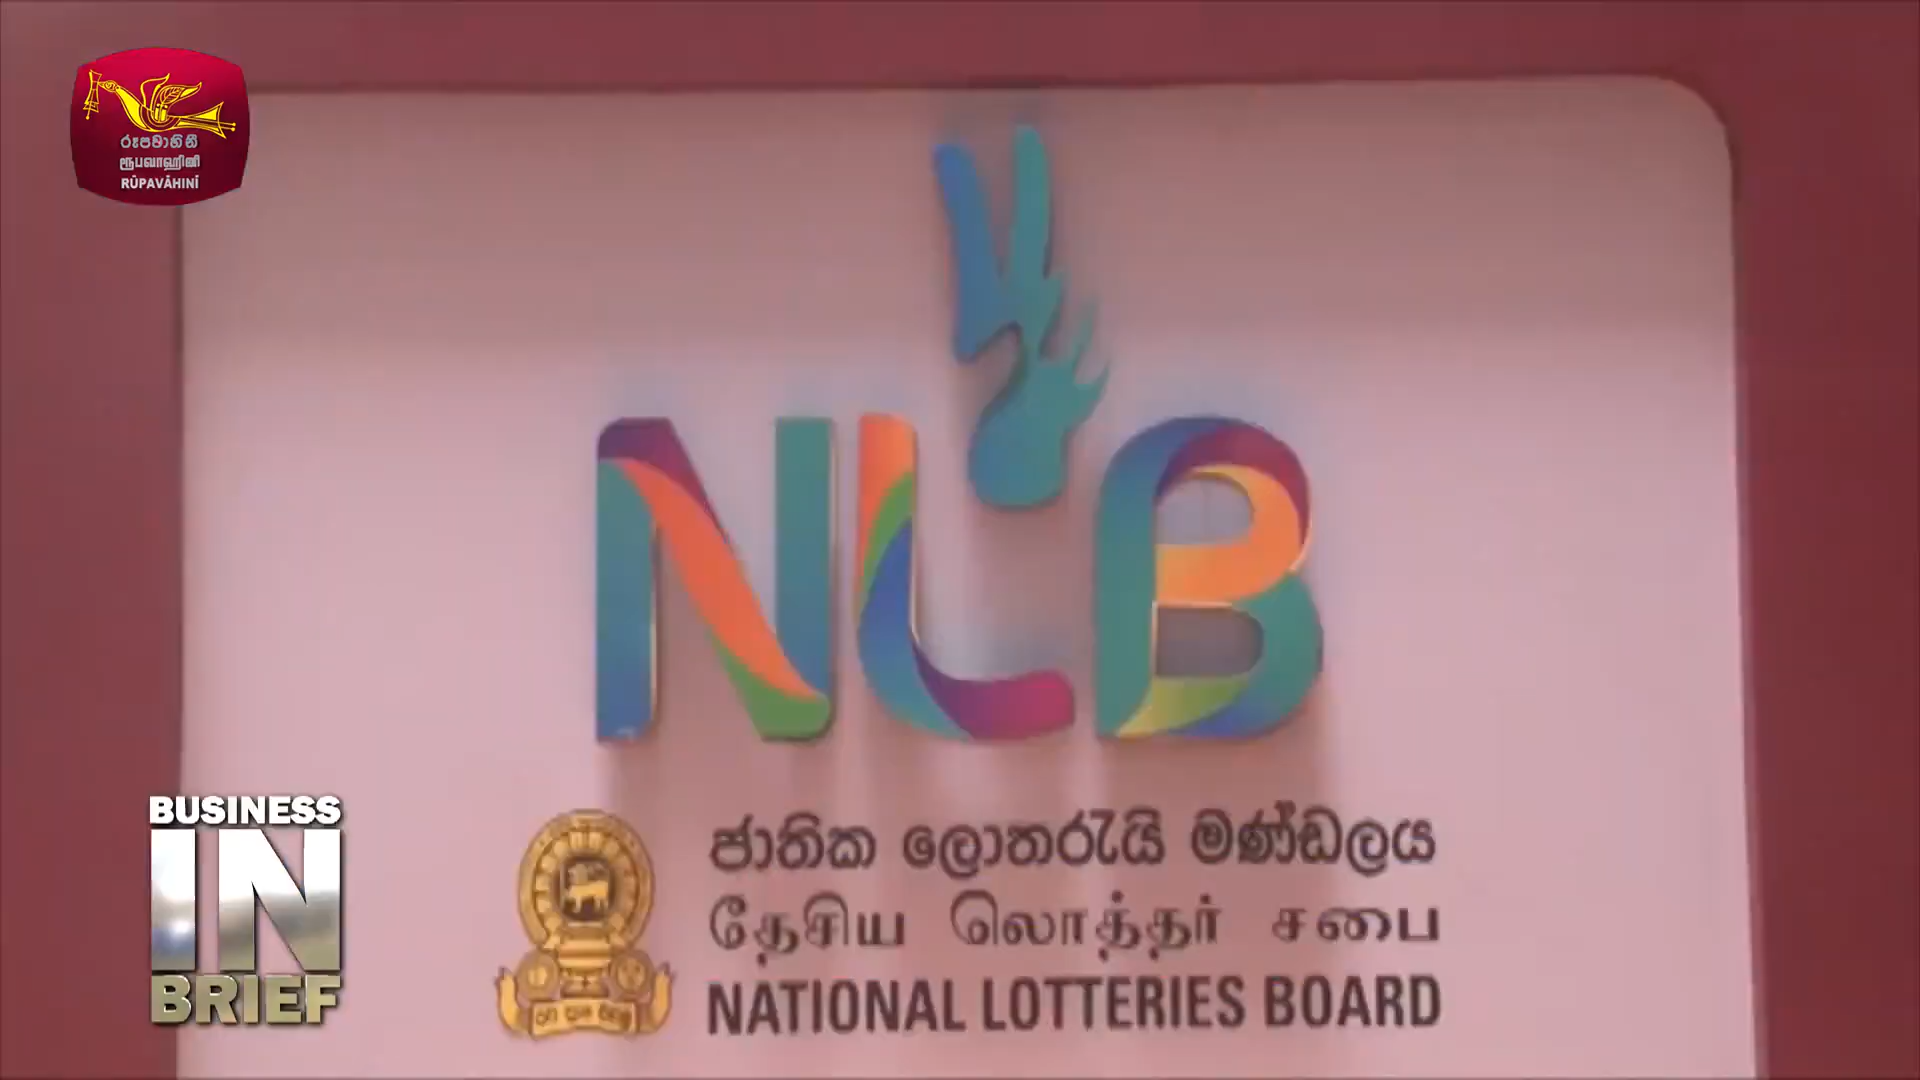 රූපවාහිනී
ரூபவாஹினி
RŪPAVĀHINĪ
NLB
ජාතික ලොතරැයි මණ්ඩලය
தேசிய லொத்தர் சபை
NATIONAL LOTTERIES BOARD
BUSINESS
IN
BRIEF